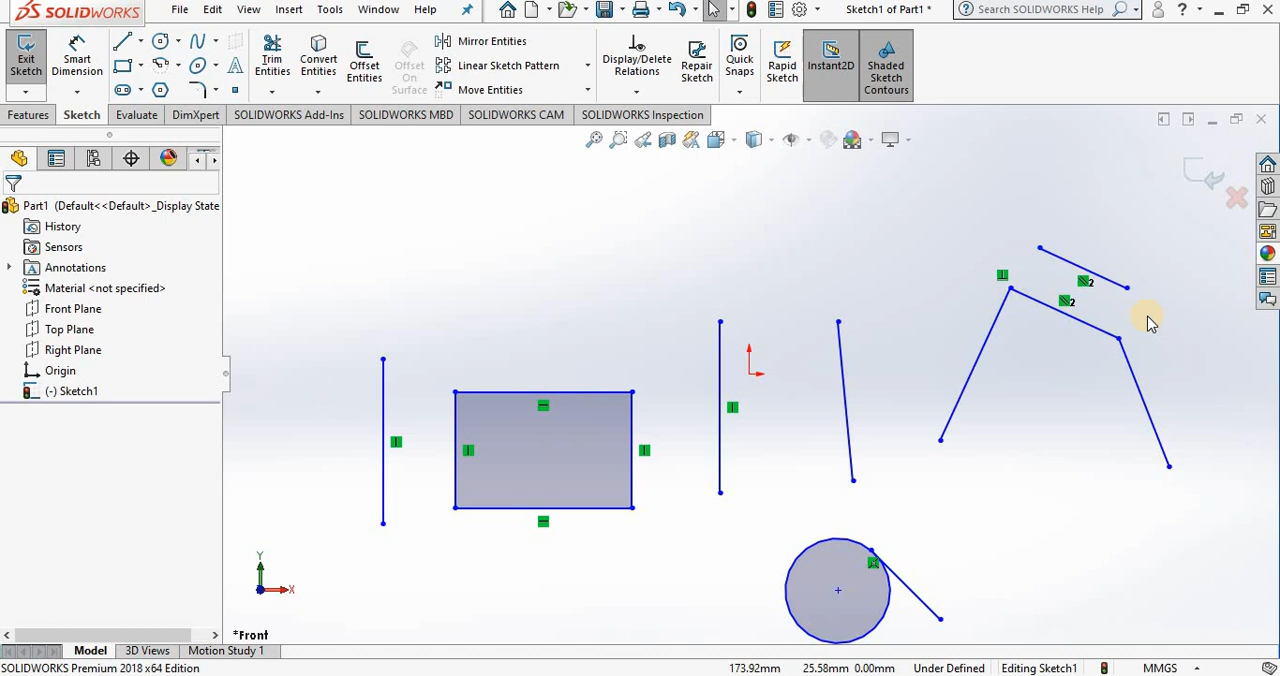 SOLIDWORKS File Edit View Insert Tools Window Help Sketch1 of Part1 * Search SOLIDWORKS Help ?
Exit Sketch
Smart Dimension
Trim Entities
Convert Entities
Offset Entities
Offset On Surface
Mirror Entities
Linear Sketch Pattern
Move Entities
Display/Delete Relations
Repair Sketch
Quick Snaps
Rapid Sketch
Instant2D
Shaded Sketch Contours
Features Sketch Evaluate DimXpert SOLIDWORKS Add-Ins SOLIDWORKS MBD SOLIDWORKS CAM SOLIDWORKS Inspection
Part1 (Default<<Default>_Display State
History
Sensors
Annotations
Material <not specified>
Front Plane
Top Plane
Right Plane
Origin
(-) Sketch1
2
2
Y
X
*Front
Model 3D Views Motion Study 1
SOLIDWORKS Premium 2018 x64 Edition 173.92mm 25.58mm 0.00mm Under Defined Editing Sketch1 MMGS